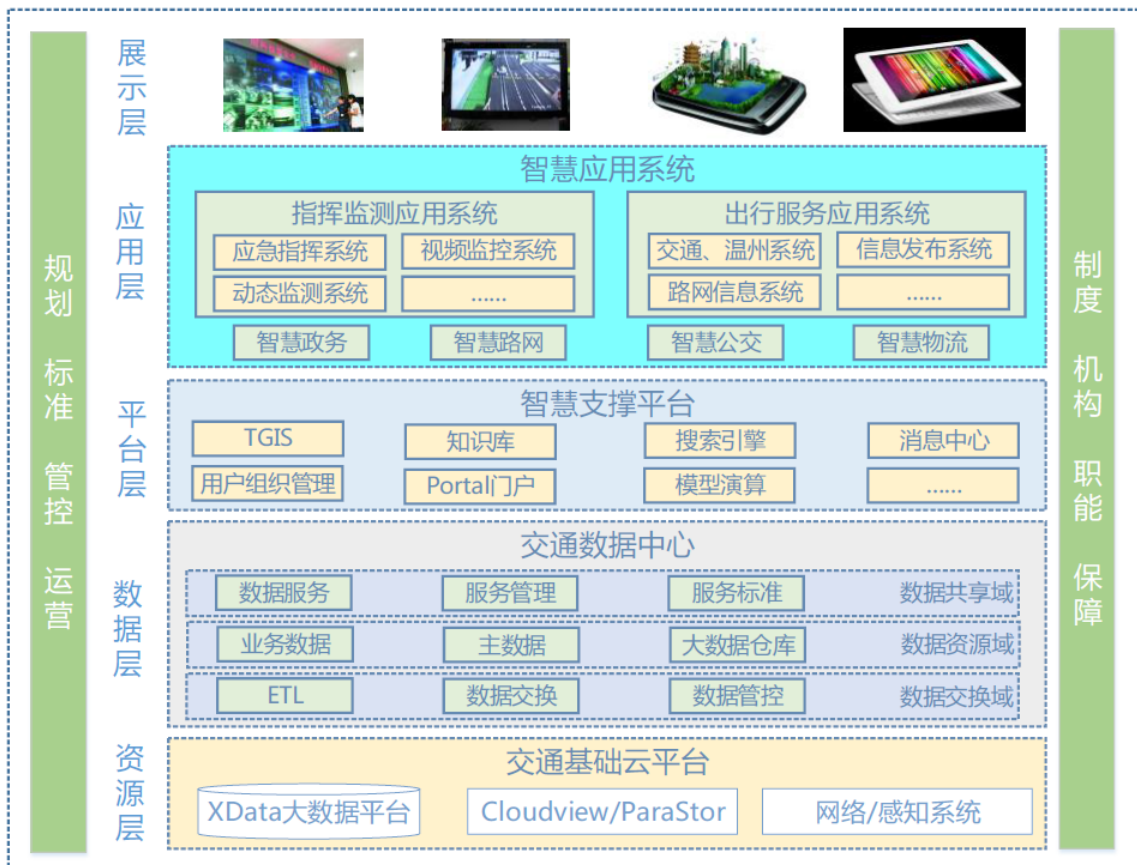 展示层
智慧应用系统
应用层
指挥监测应用系统
应急指挥系统
视频监控系统
动态监测系统
......
出行服务应用系统
交通、温州系统
信息发布系统
路网信息系统
......
智慧政务
智慧路网
智慧公交
智慧物流
平台层
智慧支撑平台
TGIS
知识库
搜索引擎
消息中心
用户组织管理
Portal门户
模型演算
......
数据层
交通数据中心
数据服务
服务管理
服务标准
数据共享域
业务数据
主数据
大数据仓库
数据资源域
ETL
数据交换
数据管控
数据交换域
资源层
交通基础云平台
XData大数据平台
Cloudview/ParaStor
网络/感知系统
规划 标准 管控 运营
制度 机构 职能 保障